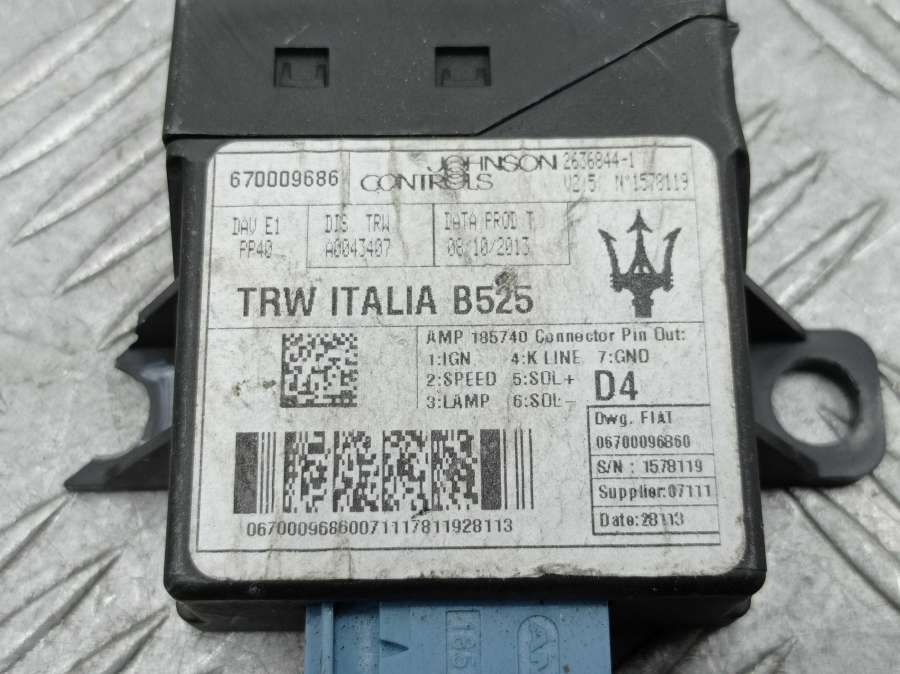 670009686 JOHNSON CONTROLS 2636844-1
V2/5 N°1578119
DAV E1 DIS TRW DATA PROD T
PP40 A0043407 08/10/2013
TRW ITALIA B525
AMP 185740 Connector Pin Out:
1:IGN 4:K LINE 7:GND
2:SPEED 5:SOL+ D4
3:LAMP 6:SOL-
Dwg. FIAT
06700096860
S/N: 1578119
Supplier:07111
Date:28113
067000968600711117811928113